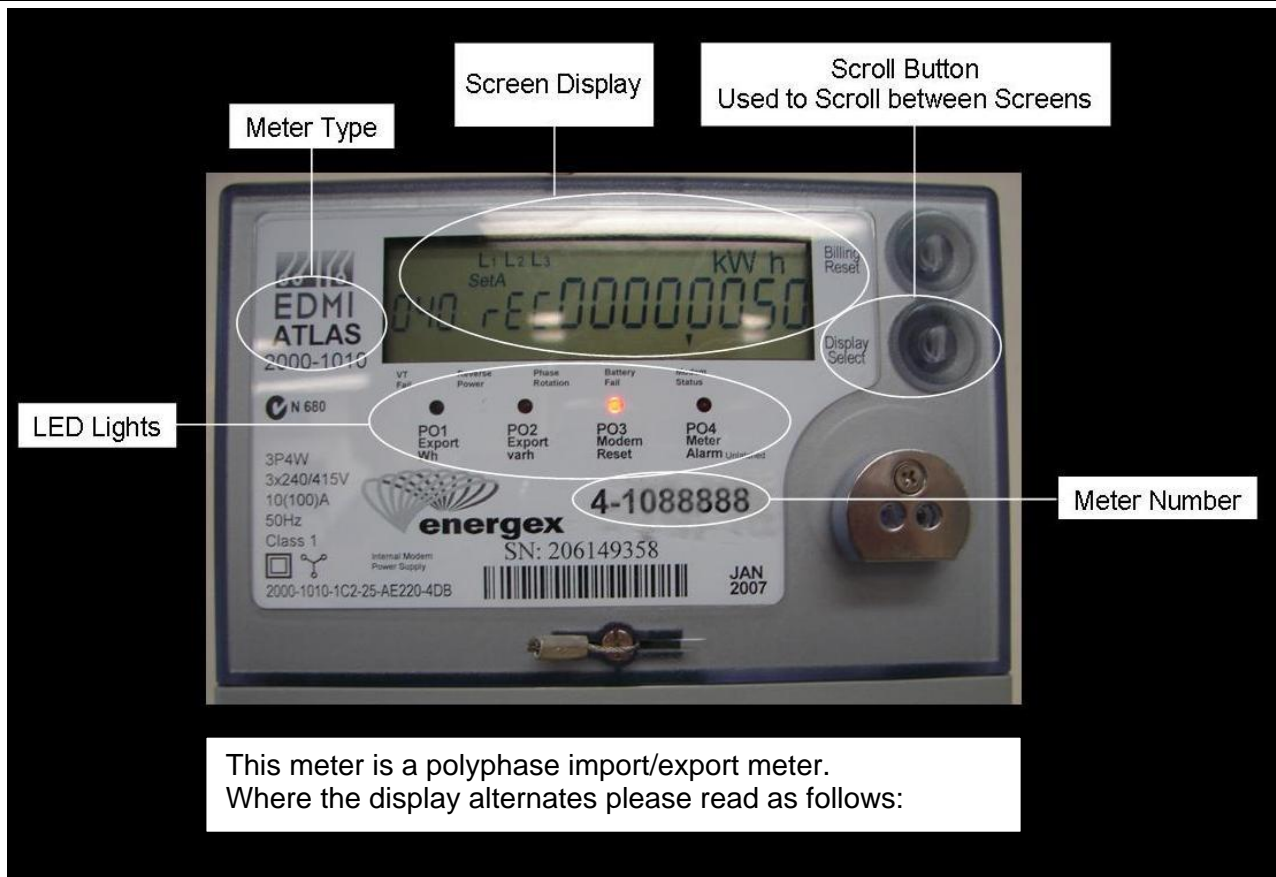 Screen Display
Scroll Button
Used to Scroll between Screens
Meter Type
L1 L2 L3
kW h
SetA
040 rEC00000050
Billing
Reset
Display
Select
EDMI
ATLAS
2000-1010
VT
Fail
Reverse
Power
Phase
Rotation
Battery
Fail
Modem
Status
N 680
LED Lights
PO1
Export
Wh
PO2
Export
varh
PO3
Modem
Reset
PO4
Meter
Alarm Unlatched
3P4W
3x240/415V
10(100)A
50Hz
Class 1
energex
4-1088888
Meter Number
SN: 206149358
Internal Modem
Power Supply
2000-1010-1C2-25-AE220-4DB
JAN
2007
This meter is a polyphase import/export meter.
Where the display alternates please read as follows: